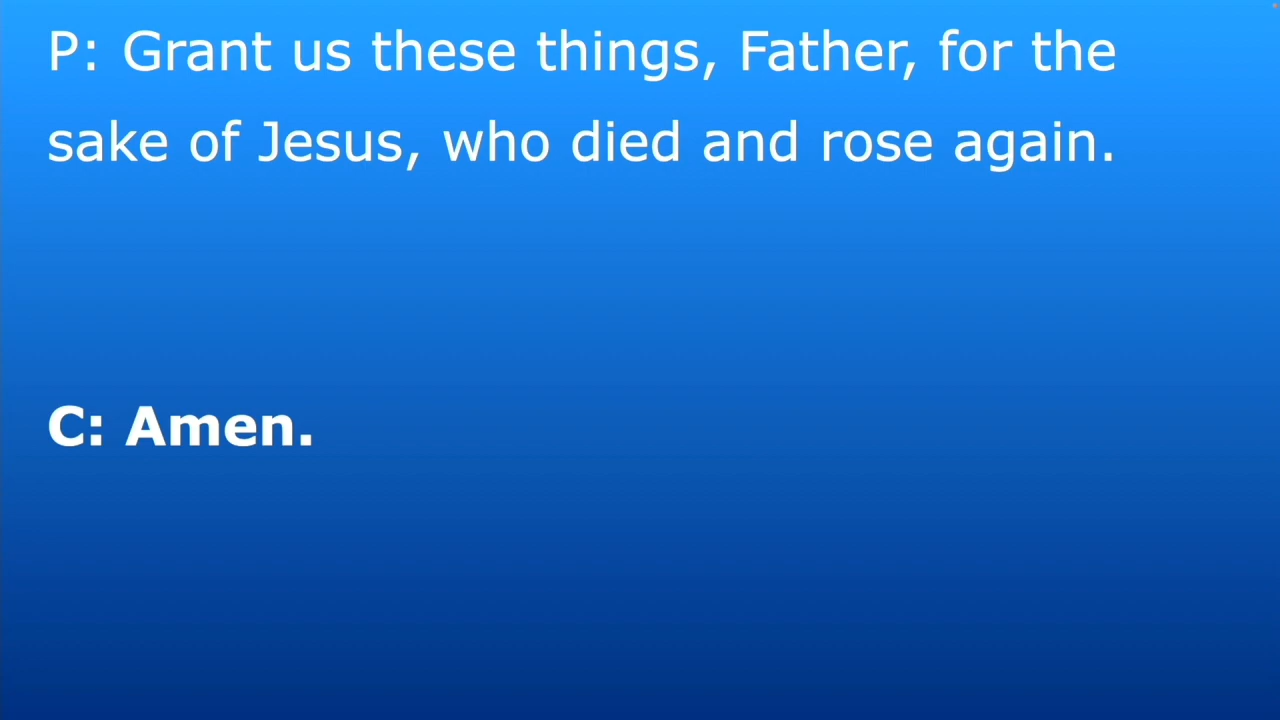 P: Grant us these things, Father, for the
sake of Jesus, who died and rose again.
C: Amen.